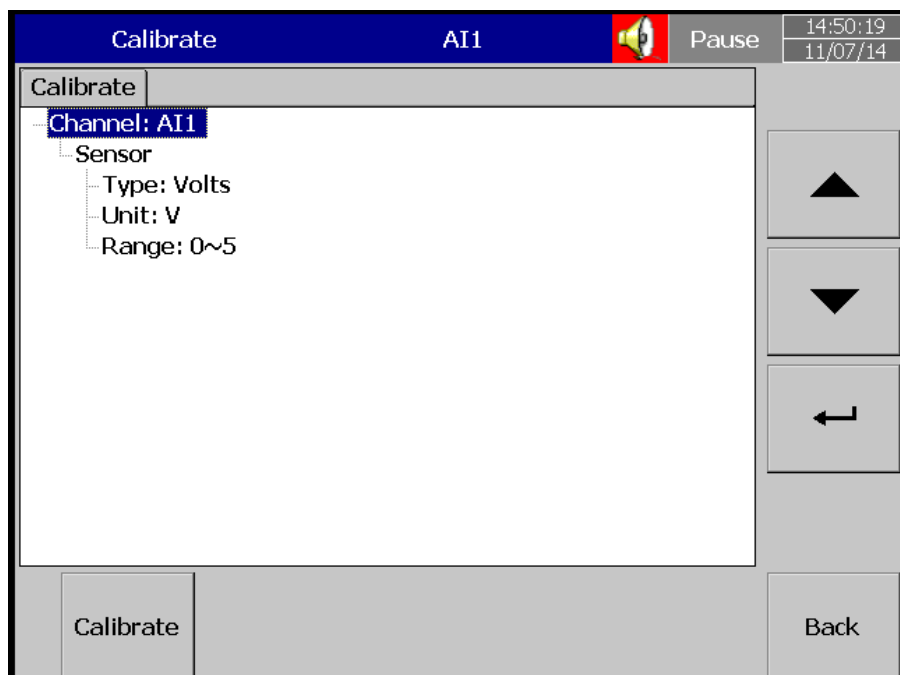 Calibrate AI1 Pause 14:50:19
11/07/14
Calibrate
Channel: AI1
Sensor
Type: Volts
Unit: V
Range: 0~5
Calibrate Back